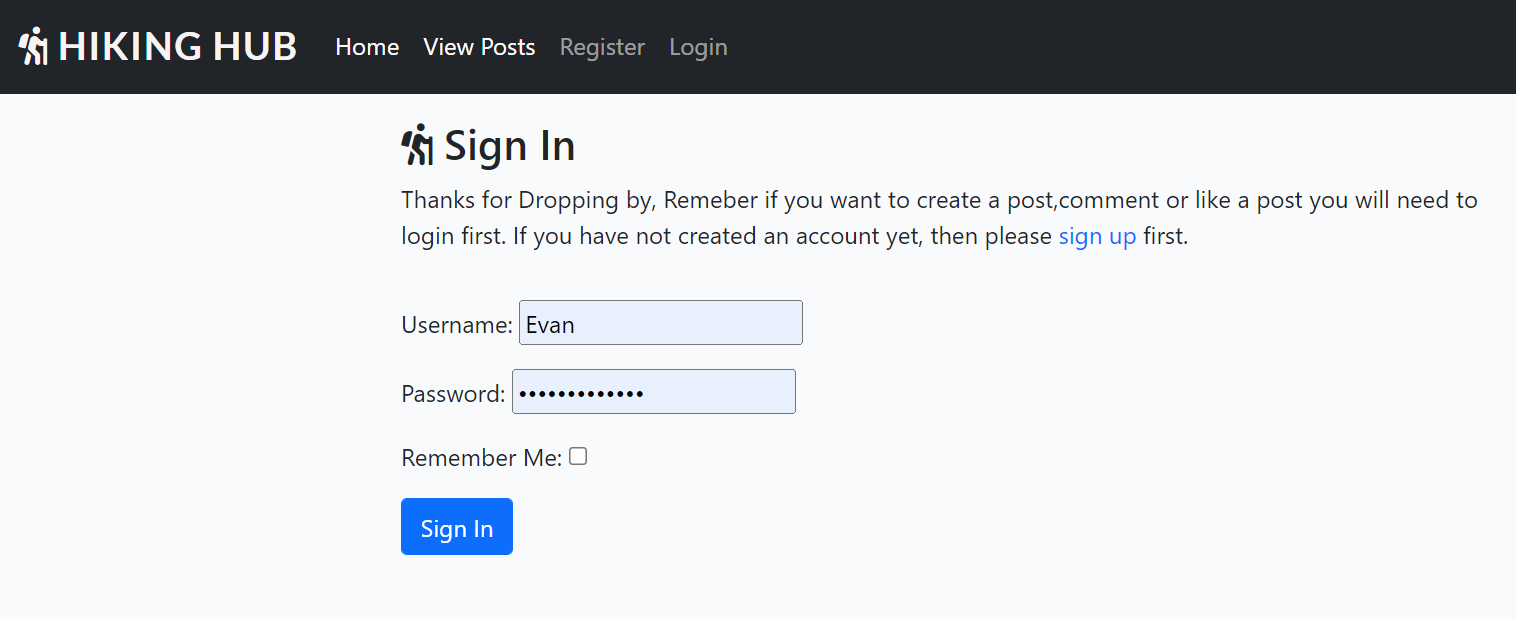 HIKING HUB Home View Posts Register Login
Sign In
Thanks for Dropping by, Remeber if you want to create a post,comment or like a post you will need to
login first. If you have not created an account yet, then please sign up first.
Username: Evan
Password: •••••••••••••
Remember Me:
Sign In